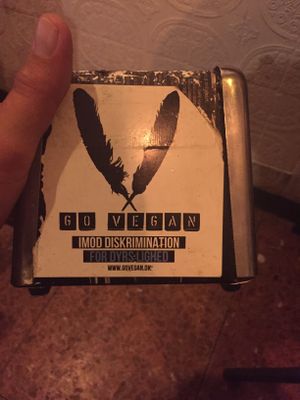 GO VEGAN
IMOD DISKRIMINATION
FOR DYRS-LIGHED
WWW.GOVEGAN.DK